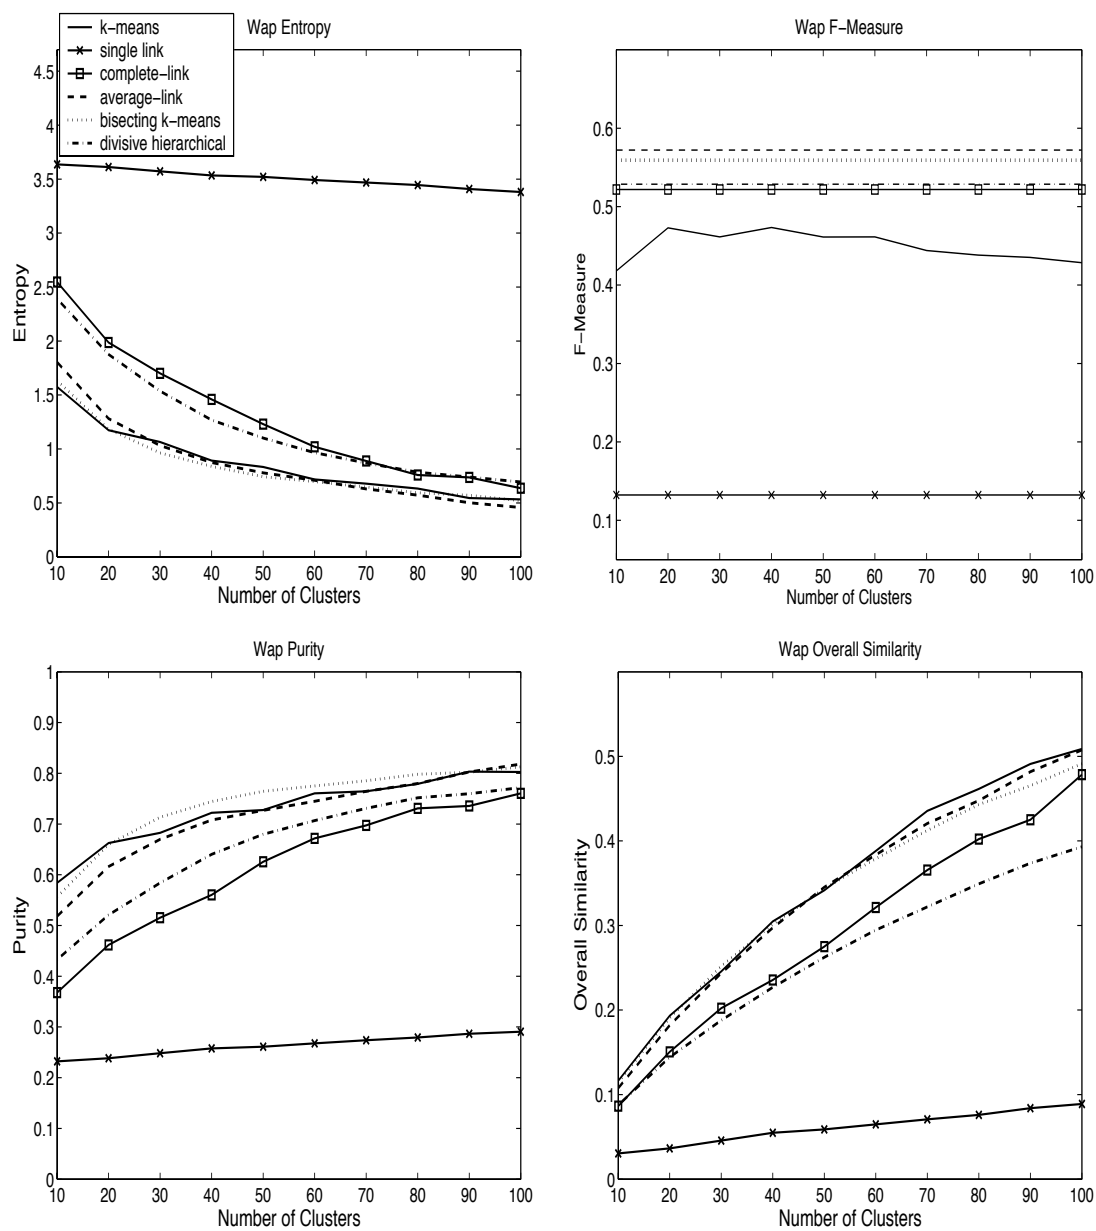 k−means
single link
complete−link
average−link
bisecting k−means
divisive hierarchical
Wap Entropy
4.5
4
3.5
3
2.5
2
1.5
1
0.5
0
Entropy
10 20 30 40 50 60 70 80 90 100
Number of Clusters
Wap F−Measure
0.6
0.5
0.4
0.3
0.2
0.1
F−Measure
10 20 30 40 50 60 70 80 90 100
Number of Clusters
Wap Purity
1
0.9
0.8
0.7
0.6
0.5
0.4
0.3
0.2
0.1
0
Purity
10 20 30 40 50 60 70 80 90 100
Number of Clusters
Wap Overall Similarity
0.5
0.4
0.3
0.2
0.1
0
Overall Similarity
10 20 30 40 50 60 70 80 90 100
Number of Clusters